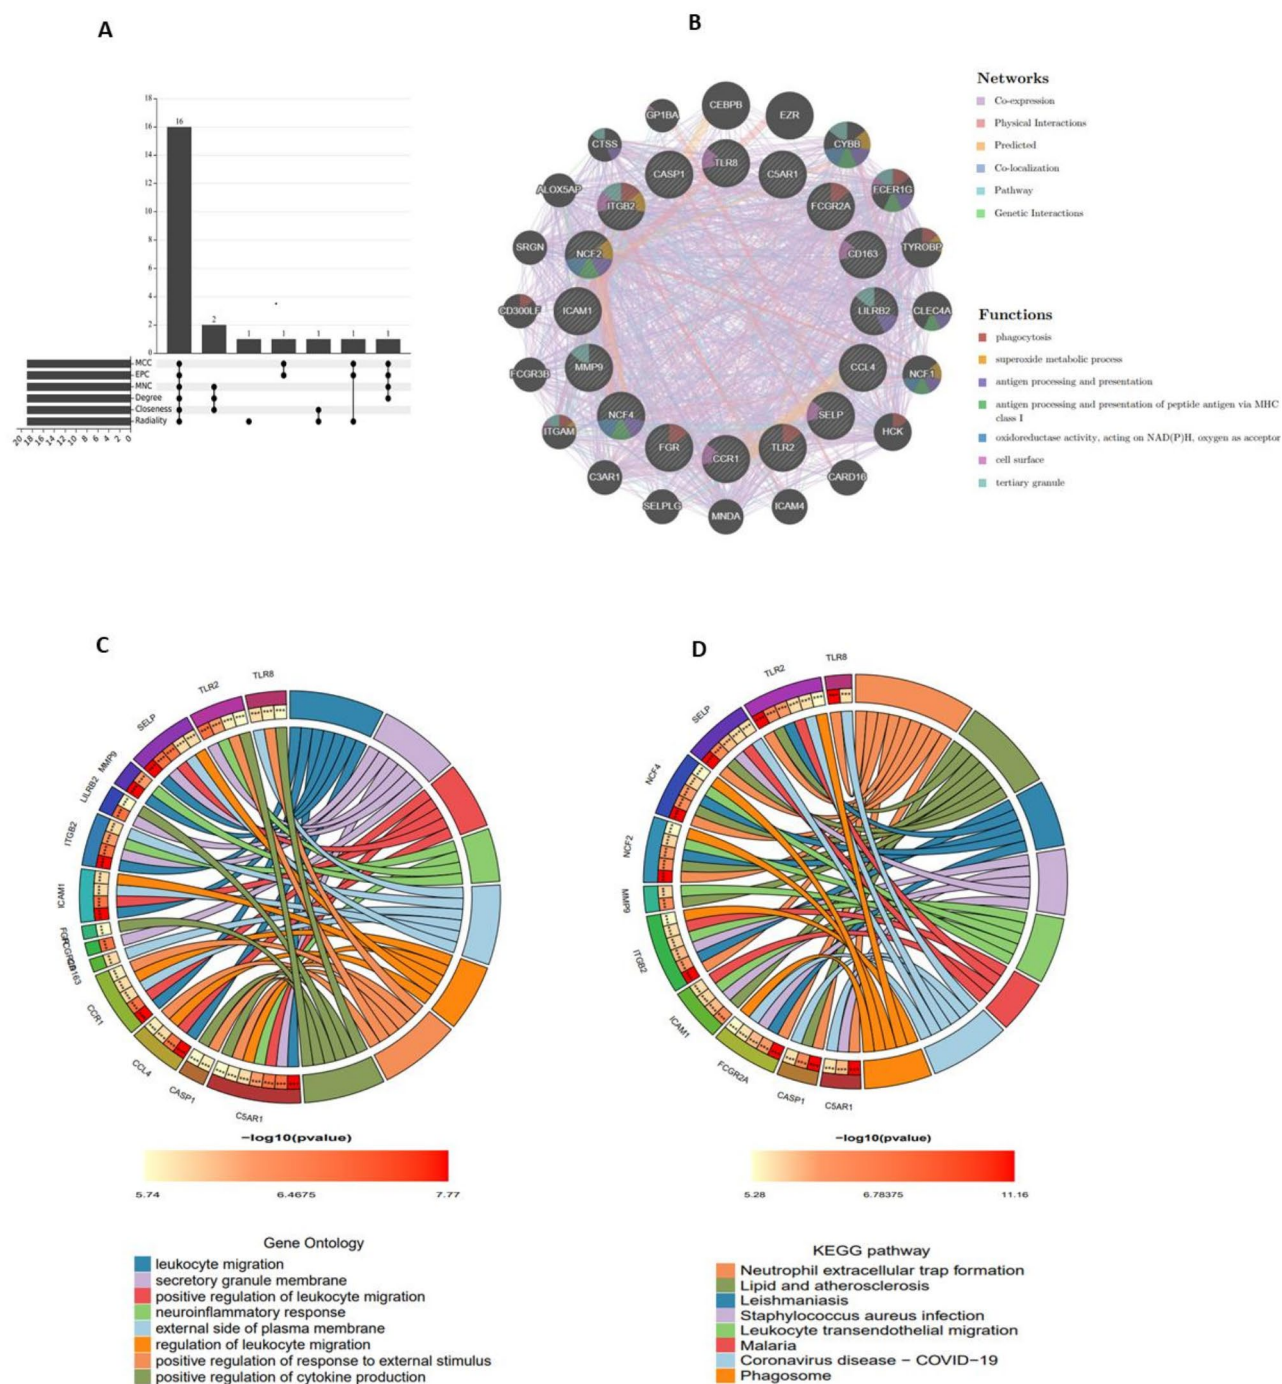 A
18
16
14
12
10
8
6
4
2
0
16
2
1
1
1
1
1
MCC
EPC
MNC
Degree
Closeness
Radiality
20
18
16
14
12
10
8
6
4
2
0
B
CEBPB
EZR
GP1BA
CYBB
CTSS
TLR8
CASP1
C5AR1
FCER1G
ALOX5AP
ITGB2
FCGR2A
SRGN
NCF2
CD163
TYROBP
CD300LF
ICAM1
LILRB2
CLEC4A
FCGR3B
MMP9
CCL4
NCF1
ITGAM
NCF4
SELP
HCK
FGR
CCR1
TLR2
C3AR1
CARD16
SELPLG
MNDA
ICAM4
Networks
Co-expression
Physical Interactions
Predicted
Co-localization
Pathway
Genetic Interactions
Functions
phagocytosis
superoxide metabolic process
antigen processing and presentation
antigen processing and presentation of peptide antigen via MHC
class I
oxidoreductase activity, acting on NAD(P)H, oxygen as acceptor
cell surface
tertiary granule
C
TLR8
TLR2
SELP
MMP9
LILRB2
ITGB2
ICAM1
FGR
FCGR2A
CD163
CCR1
CCL4
CASP1
C5AR1
−log10(pvalue)
5.74
6.4675
7.77
Gene Ontology
leukocyte migration
secretory granule membrane
positive regulation of leukocyte migration
neuroinflammatory response
external side of plasma membrane
regulation of leukocyte migration
positive regulation of response to external stimulus
positive regulation of cytokine production
D
TLR8
TLR2
SELP
NCF4
NCF2
MMP9
ITGB2
ICAM1
FCGR2A
CASP1
C5AR1
−log10(pvalue)
5.28
6.78375
11.16
KEGG pathway
Neutrophil extracellular trap formation
Lipid and atherosclerosis
Leishmaniasis
Staphylococcus aureus infection
Leukocyte transendothelial migration
Malaria
Coronavirus disease − COVID−19
Phagosome